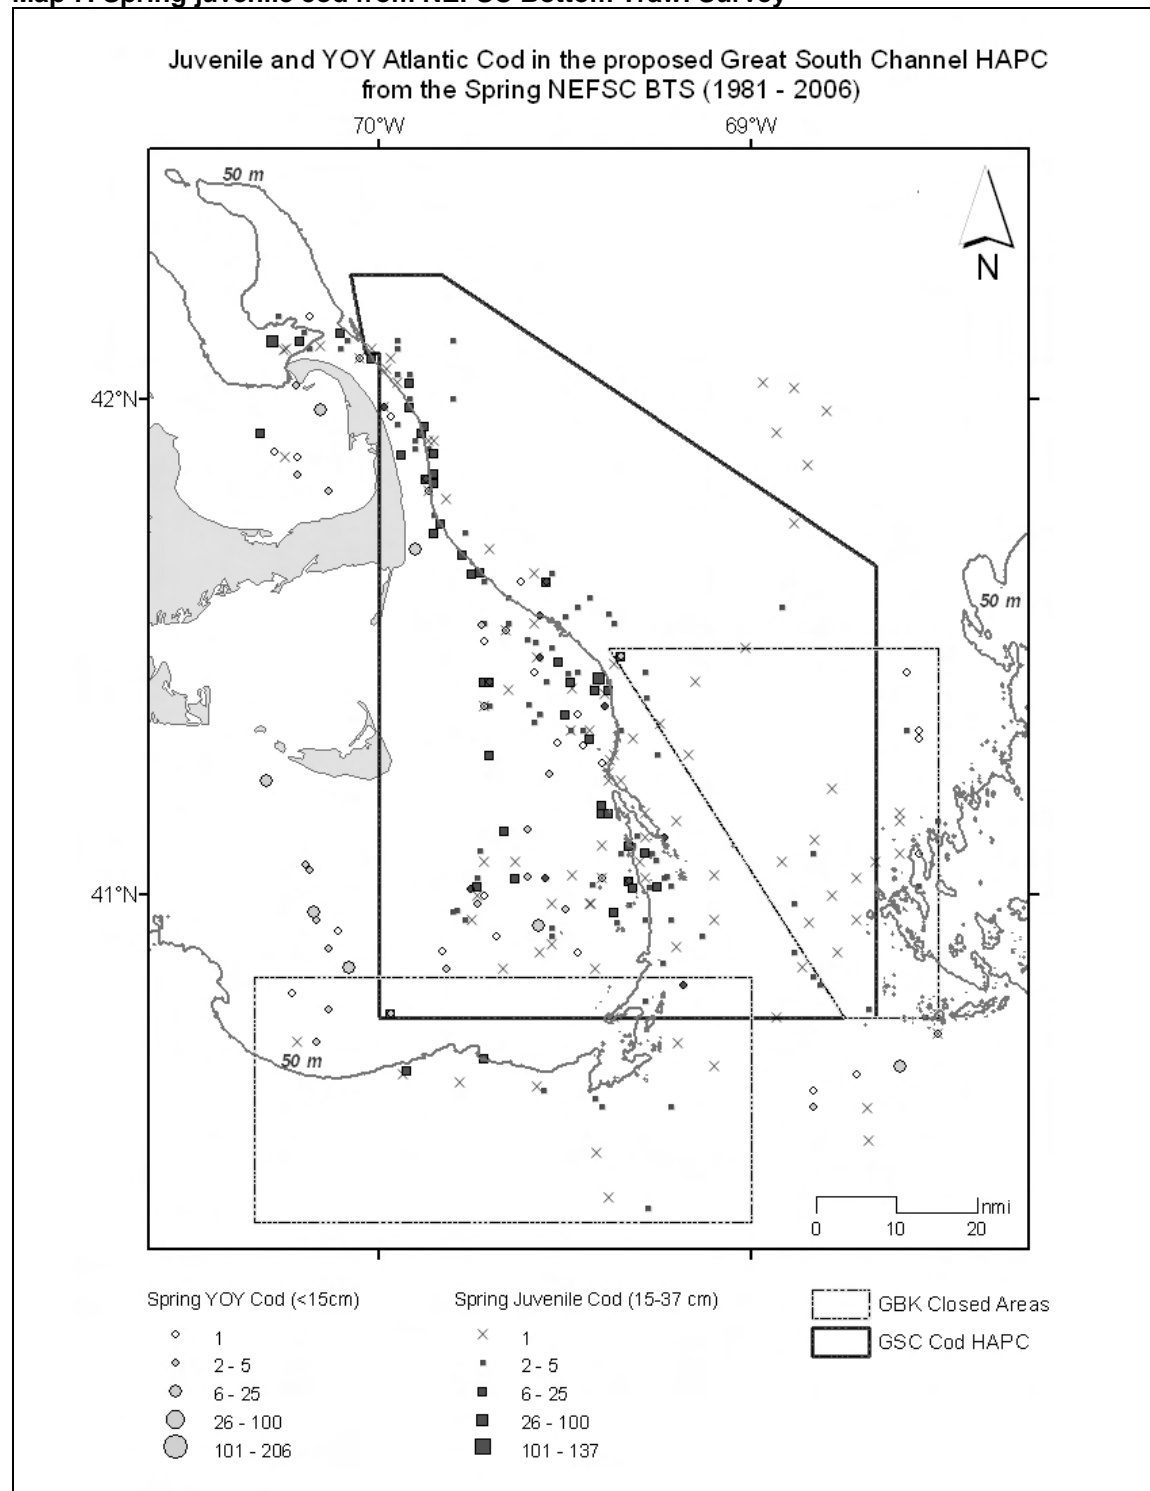 Map 7: Spring juvenile cod from NEFSC Bottom Trawl Survey
Juvenile and YOY Atlantic Cod in the proposed Great South Channel HAPC
from the Spring NEFSC BTS (1981 - 2006)
70°W
69°W
50 m
N
42°N
50 m
41°N
50 m
nmi
0 10 20
Spring YOY Cod (<15cm)
1
2 - 5
6 - 25
26 - 100
101 - 206
Spring Juvenile Cod (15-37 cm)
1
2 - 5
6 - 25
26 - 100
101 - 137
GBK Closed Areas
GSC Cod HAPC